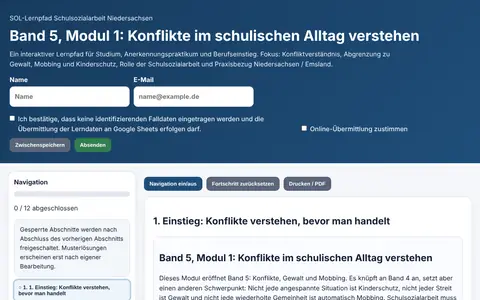 SOL-Lernpfad Schulsozialarbeit Niedersachsen
Band 5, Modul 1: Konflikte im schulischen Alltag verstehen
Ein interaktiver Lernpfad für Studium, Anerkennungspraktikum und Berufseinstieg. Fokus: Konfliktverständnis, Abgrenzung zu
Gewalt, Mobbing und Kinderschutz, Rolle der Schulsozialarbeit und Praxisbezug Niedersachsen / Emsland.
Name
E-Mail
Name
name@example.de
Ich bestätige, dass keine identifizierenden Falldaten eingetragen werden und die
Übermittlung der Lerndaten an Google Sheets erfolgen darf.
Online-Übermittlung zustimmen
Zwischenspeichern
Absenden
Navigation
0 / 12 abgeschlossen
Gesperrte Abschnitte werden nach
Abschluss des vorherigen Abschnitts
freigeschaltet. Musterlösungen
erscheinen erst nach eigener
Bearbeitung.
1. 1. Einstieg: Konflikte verstehen,
bevor man handelt
Navigation ein/aus
Fortschritt zurücksetzen
Drucken / PDF
1. Einstieg: Konflikte verstehen, bevor man handelt
Band 5, Modul 1: Konflikte im schulischen Alltag verstehen
Dieses Modul eröffnet Band 5: Konflikte, Gewalt und Mobbing. Es knüpft an Band 4 an, setzt aber
einen anderen Schwerpunkt: Nicht jede angespannte Situation ist Kinderschutz, nicht jeder Streit
ist Gewalt und nicht jede wiederholte Gemeinheit ist automatisch Mobbing. Schulsozialarbeit muss